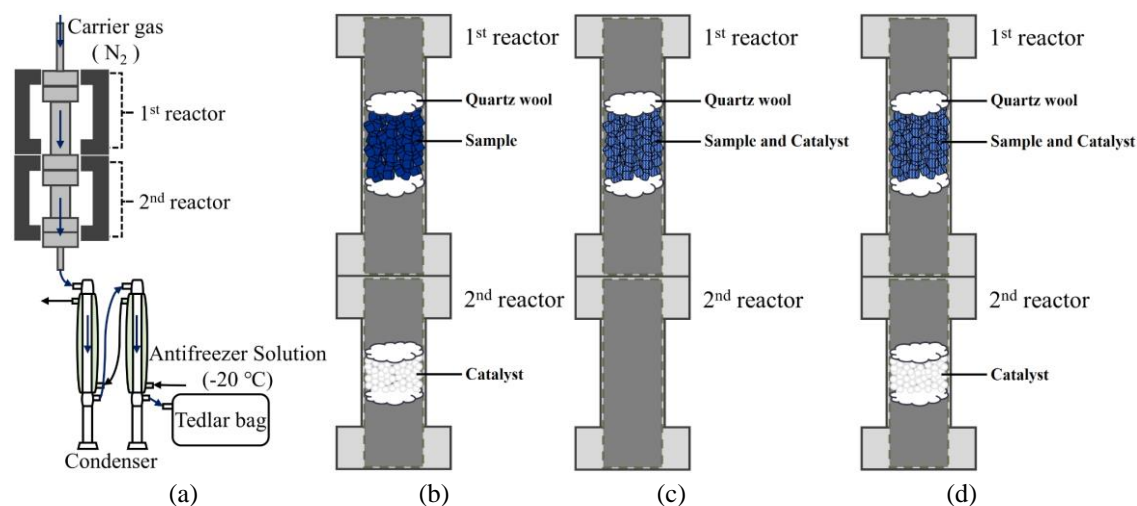 Carrier gas
( N₂ )
1ˢᵗ reactor
2ⁿᵈ reactor
Antifreezer Solution
(-20 ℃)
Tedlar bag
Condenser
(a)
1ˢᵗ reactor
Quartz wool
Sample
2ⁿᵈ reactor
Catalyst
(b)
1ˢᵗ reactor
Quartz wool
Sample and Catalyst
2ⁿᵈ reactor
(c)
1ˢᵗ reactor
Quartz wool
Sample and Catalyst
2ⁿᵈ reactor
Catalyst
(d)